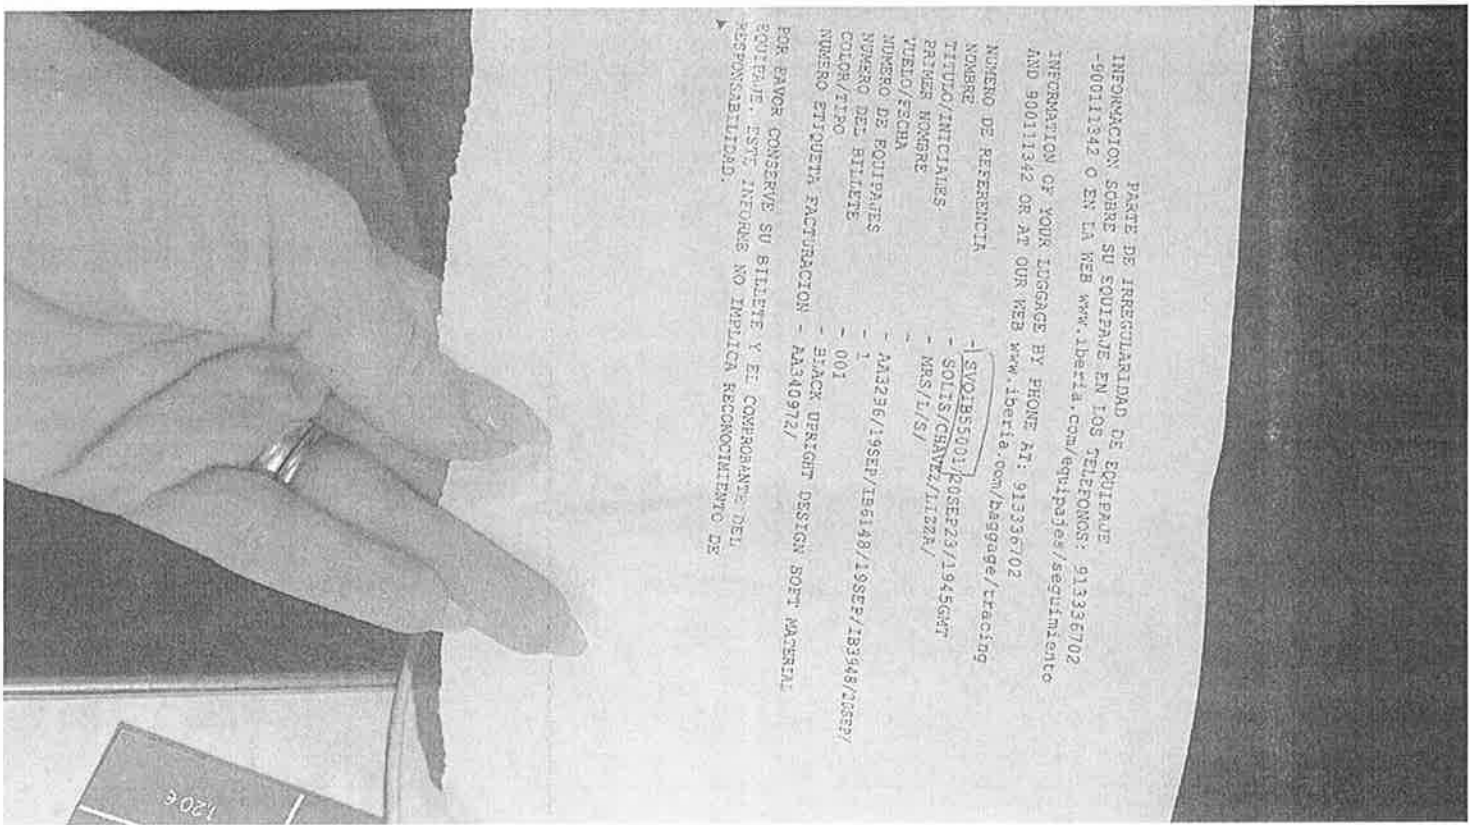 PARTE DE IRREGULARIDAD DE EQUIPAJE
INFORMACION SOBRE SU EQUIPAJE EN LOS TELEFONOS: 913336702
-900111342 O EN LA WEB www.iberia.com/equipajes/seguimiento
INFORMATION OF YOUR LUGGAGE BY PHONE AT: 913336702
AND 900111342 OR AT OUR WEB www.iberia.com/baggage/tracing
NUMERO DE REFERENCIA - SVQIB55001/20SEP23/1945GMT
NOMBRE - SOLIS/CHAVEZ/LIZZA/
TITULO/INICIALES - MRS/L/S/
PRIMER NOMBRE -
VUELO/FECHA - AA3296/19SEP/IB6148/19SEP/IB3948/20SEP/
NUMERO DE EQUIPAJES - 1
NUMERO DEL BILLETE - 001
COLOR/TIPO - BLACK UPRIGHT DESIGN SOFT MATERIAL
NUMERO ETIQUETA FACTURACION - AA340972/
POR FAVOR CONSERVE SU BILLETE Y EL COMPROBANTE DEL
EQUIPAJE. ESTE INFORME NO IMPLICA RECONOCIMIENTO DE
RESPONSABILIDAD.
1,20 €